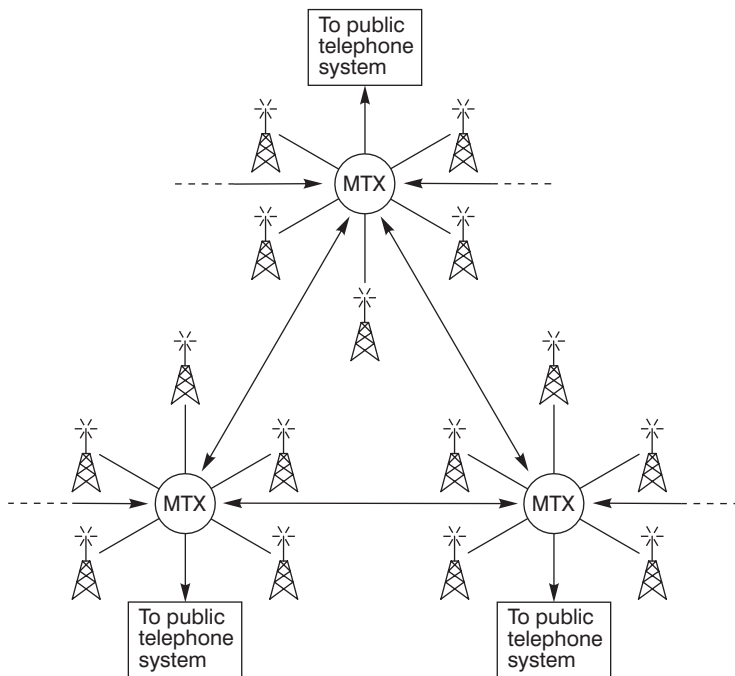 To public
telephone
system
MTX
MTX
MTX
To public
telephone
system
To public
telephone
system